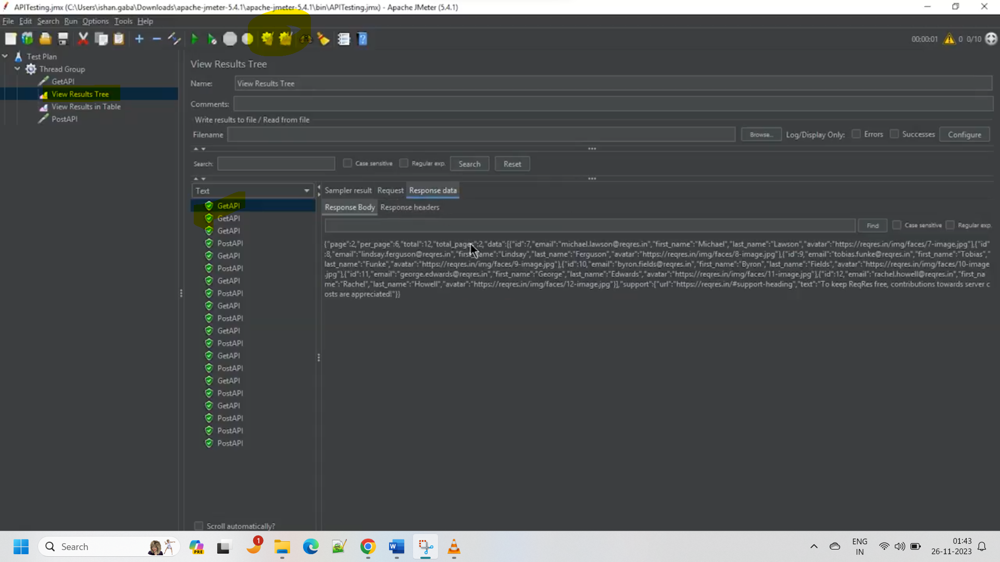 APITesting.jmx (C:\Users\ishan.gaba\Downloads\apache-jmeter-5.4.1\apache-jmeter-5.4.1\bin\APITesting.jmx) - Apache JMeter (5.4.1)
File Edit Search Run Options Tools Help
00:00:01 0 0/10
Test Plan
Thread Group
GetAPI
View Results Tree
View Results in Table
PostAPI
View Results Tree
Name: View Results Tree
Comments:
Write results to file / Read from file
Filename Browse... Log/Display Only: Errors Successes Configure
Search: Case sensitive Regular exp. Search Reset
Text
Sampler result Request Response data
Response Body Response headers
Find Case sensitive Regular exp.
GetAPI
GetAPI
GetAPI
PostAPI
GetAPI
PostAPI
GetAPI
PostAPI
GetAPI
PostAPI
GetAPI
PostAPI
GetAPI
PostAPI
GetAPI
PostAPI
GetAPI
PostAPI
PostAPI
PostAPI
{"page":2,"per_page":6,"total":12,"total_page":2,"data":[{"id":7,"email":"michael.lawson@reqres.in","first_name":"Michael","last_name":"Lawson","avatar":"https://reqres.in/img/faces/7-image.jpg"},{"id"
:8,"email":"lindsay.ferguson@reqres.in","first_name":"Lindsay","last_name":"Ferguson","avatar":"https://reqres.in/img/faces/8-image.jpg"},{"id":9,"email":"tobias.funke@reqres.in","first_name":"Tobias","
last_name":"Funke","avatar":"https://reqres.in/img/faces/9-image.jpg"},{"id":10,"email":"byron.fields@reqres.in","first_name":"Byron","last_name":"Fields","avatar":"https://reqres.in/img/faces/10-image
.jpg"},{"id":11,"email":"george.edwards@reqres.in","first_name":"George","last_name":"Edwards","avatar":"https://reqres.in/img/faces/11-image.jpg"},{"id":12,"email":"rachel.howell@reqres.in","first_na
me":"Rachel","last_name":"Howell","avatar":"https://reqres.in/img/faces/12-image.jpg"}],"support":{"url":"https://reqres.in/#support-heading","text":"To keep ReqRes free, contributions towards server c
osts are appreciated!"}}
Scroll automatically?
Search
PRE
1
W
ENG
IN
01:43
26-11-2023